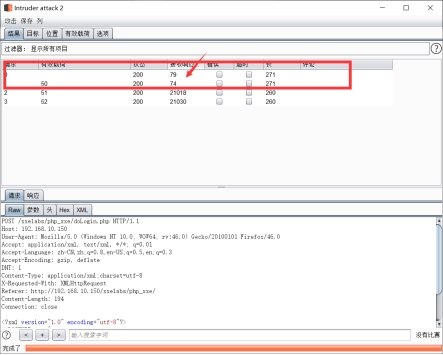 Intruder attack 2
攻击 保存 列
结果 目标 位置 有效载荷 选项
过滤器: 显示所有项目
有效载荷 状态 错误 超时 长 评论
200 79 271
50 200 74 271
2 51 200 21018 260
3 52 200 21030 260
请求 响应
Raw 参数 头 Hex XML
POST /xxelabs/php_xxe/doLogin.php HTTP/1.1
Host: 192.168.10.150
User-Agent: Mozilla/5.0 (Windows NT 10.0; WOW64; rv:46.0) Gecko/20100101 Firefox/46.0
Accept: application/xml, text/xml, */*; q=0.01
Accept-Language: zh-CN,zh;q=0.8,en-US;q=0.5,en;q=0.3
Accept-Encoding: gzip, deflate
DNT: 1
Content-Type: application/xml;charset=utf-8
X-Requested-With: XMLHttpRequest
Referer: http://192.168.10.150/xxelabs/php_xxe/
Content-Length: 194
Connection: close
<?xml version="1.0" encoding="utf-8"?>
? < + > 输入搜索字词 没有比赛
完成了